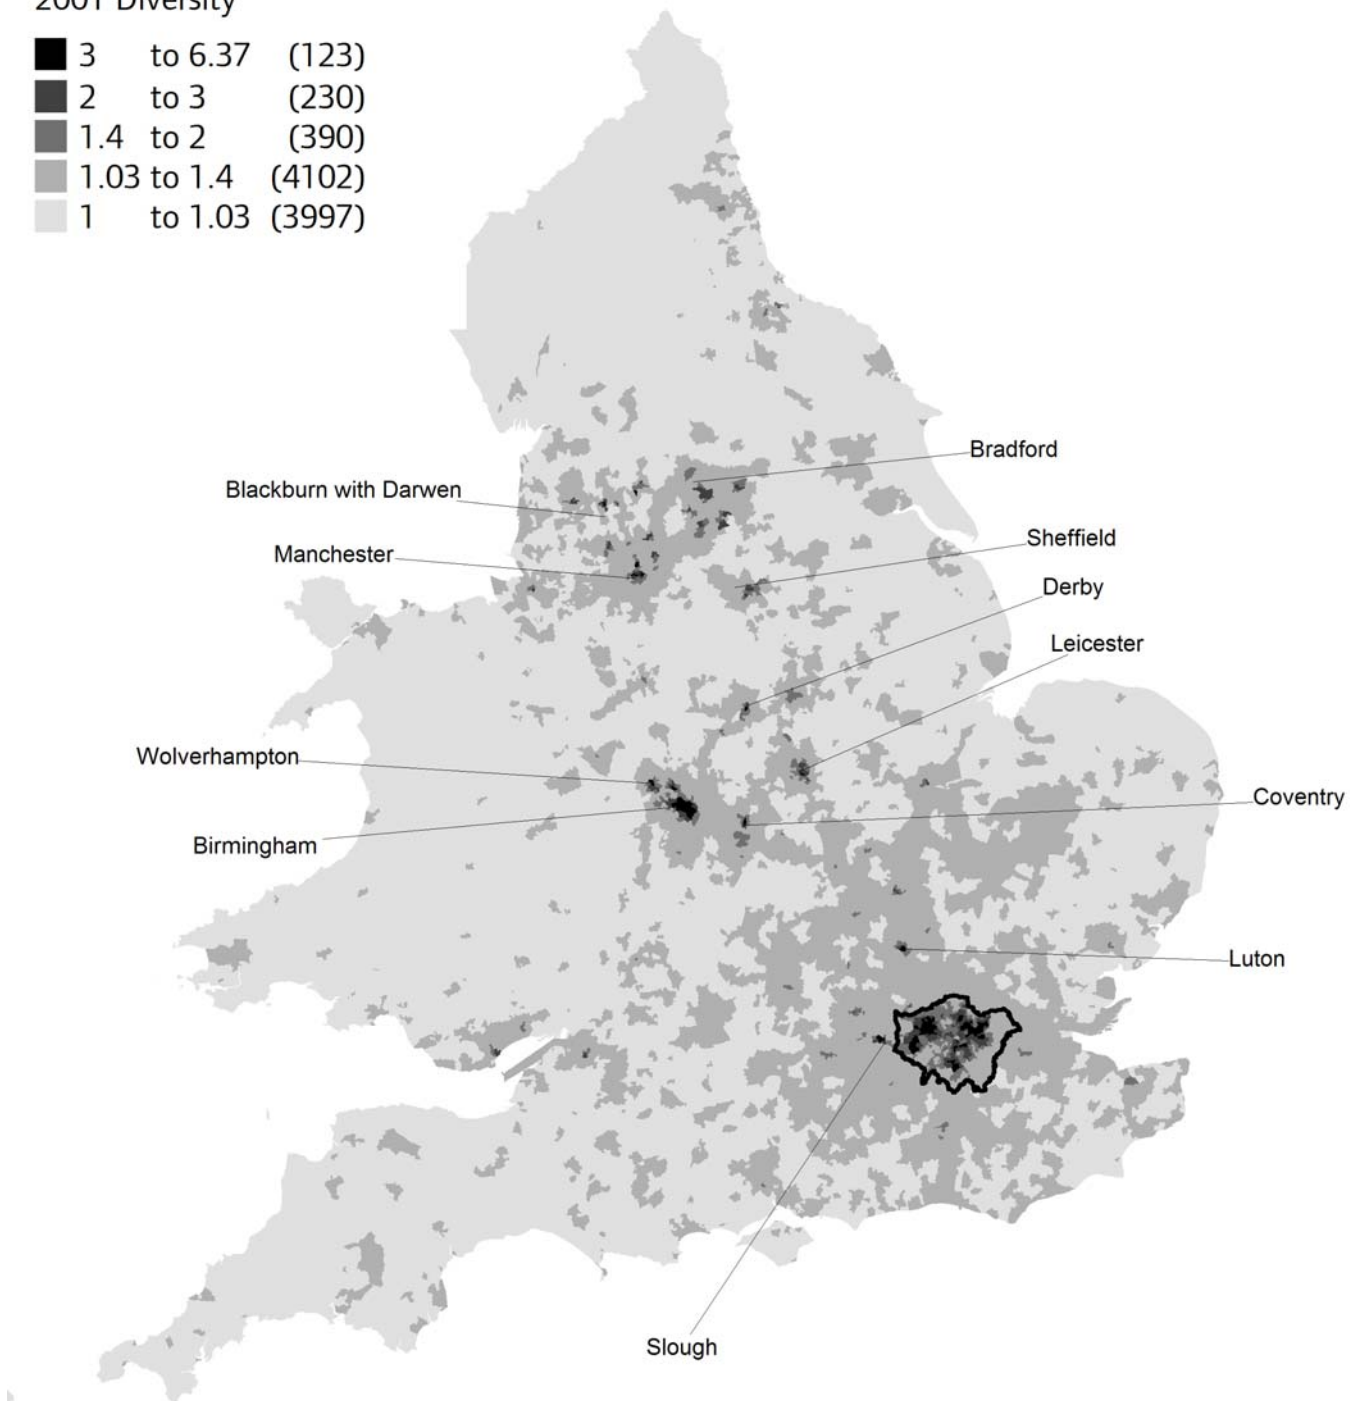 2001 Diversity
3 to 6.37 (123)
2 to 3 (230)
1.4 to 2 (390)
1.03 to 1.4 (4102)
1 to 1.03 (3997)
Bradford
Blackburn with Darwen
Sheffield
Manchester
Derby
Leicester
Wolverhampton
Coventry
Birmingham
Luton
Slough